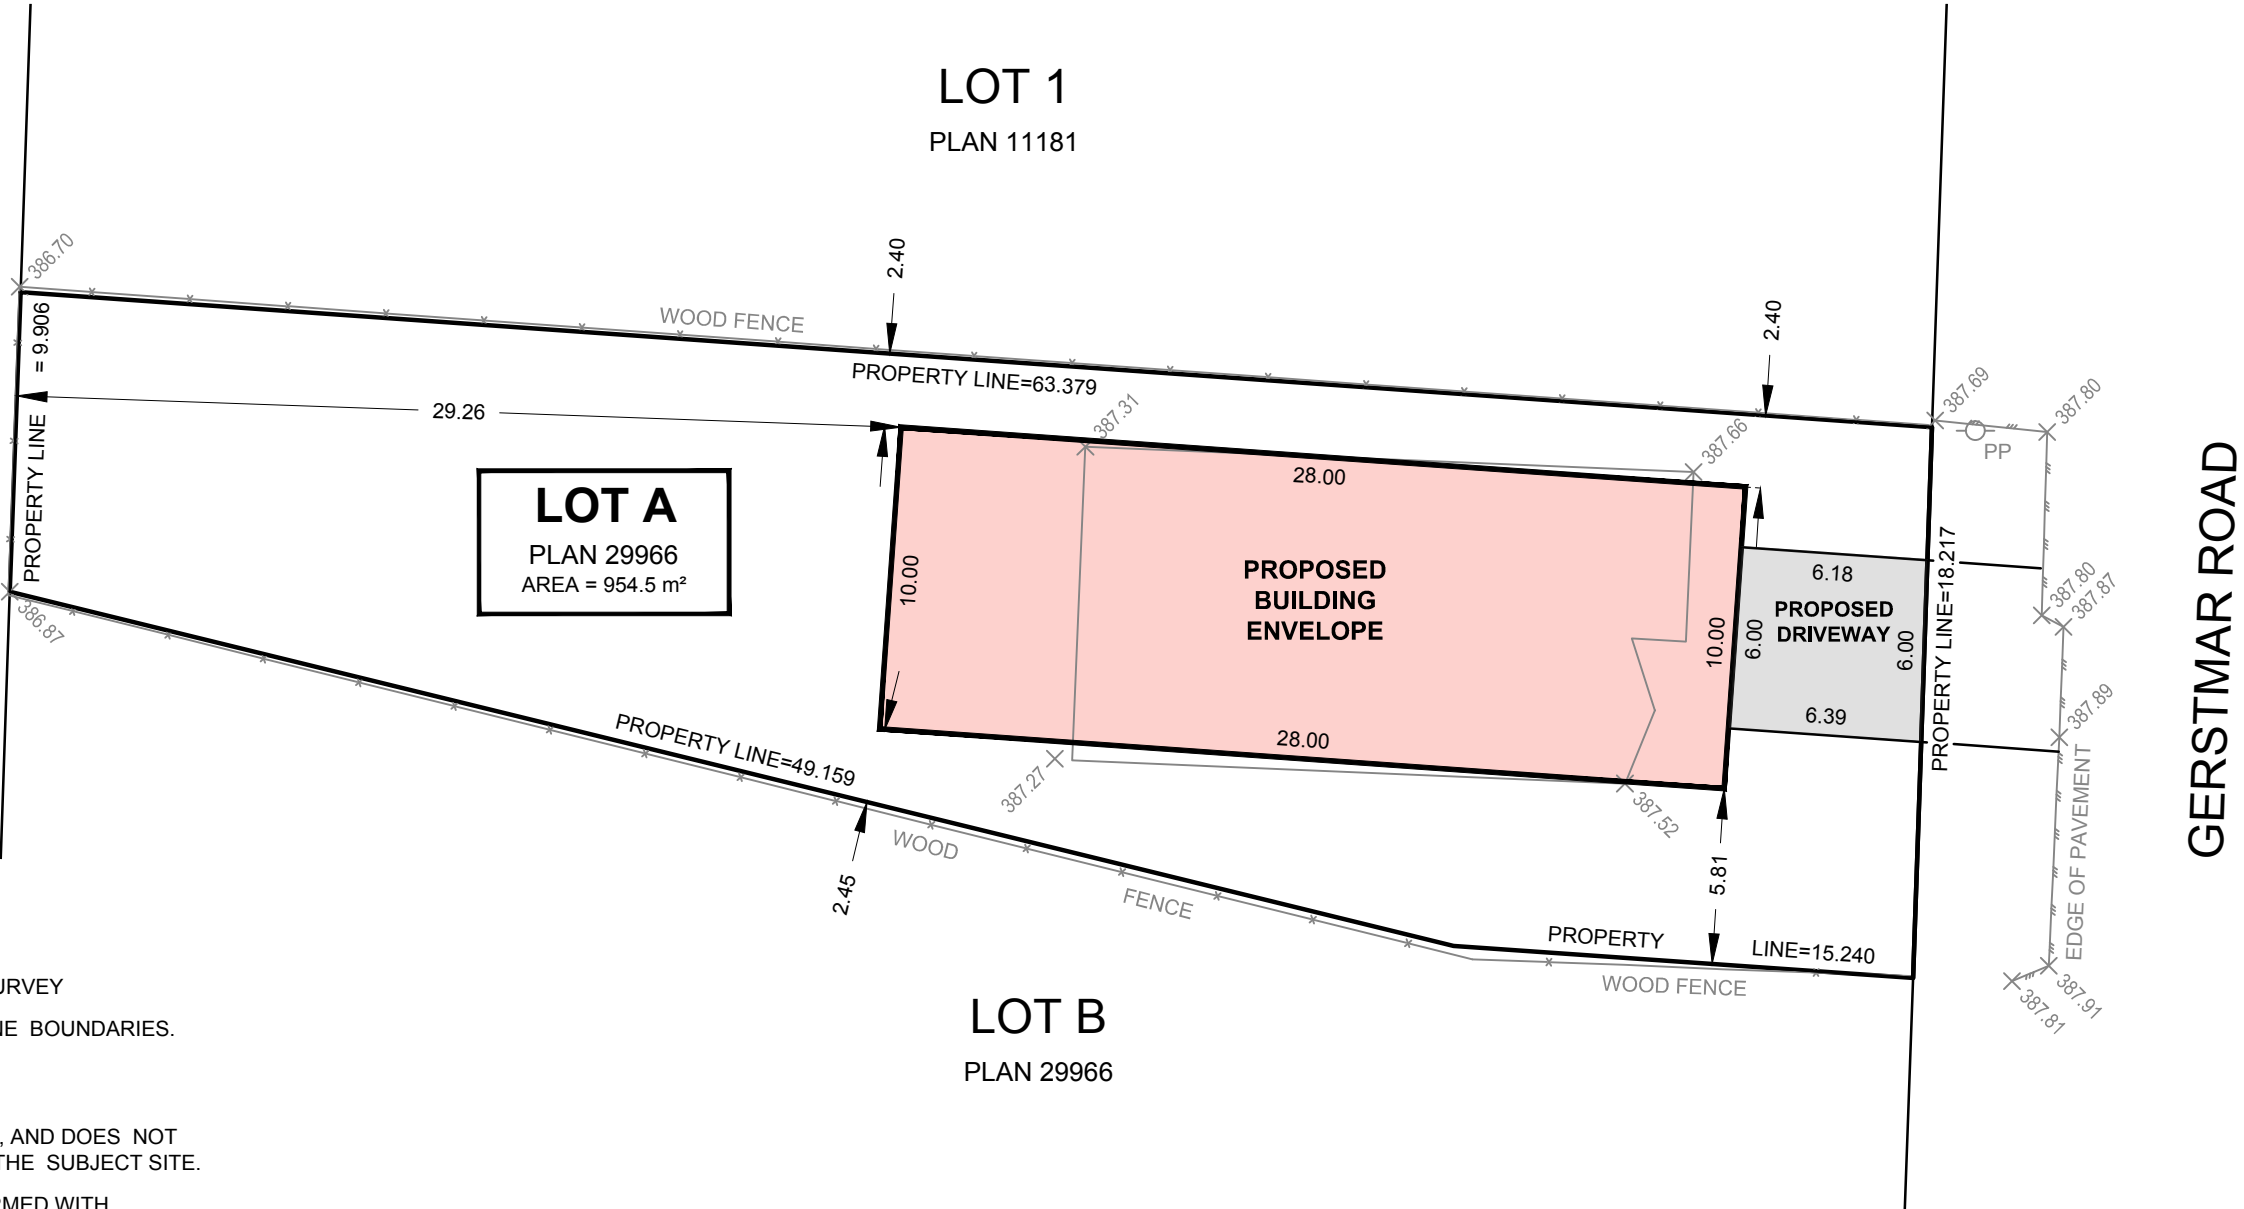 LOT 1
PLAN 11181
386.70
= 9.906
PROPERTY LINE
WOOD FENCE
2.40
2.40
PROPERTY LINE=63.379
29.26
387.31
387.66
387.69
387.80
PP
LOT A
PLAN 29966
AREA = 954.5 m²
28.00
10.00
PROPOSED
BUILDING
ENVELOPE
10.00
6.00
6.18
PROPOSED
DRIVEWAY
6.00
6.39
PROPERTY LINE=18.217
387.80
387.87
387.89
GERSTMAR ROAD
386.87
28.00
PROPERTY LINE=49.159
387.27
387.52
2.45
WOOD
FENCE
5.81
PROPERTY
LINE=15.240
WOOD FENCE
EDGE OF PAVEMENT
387.91
387.81
LOT B
PLAN 29966
URVEY
NE BOUNDARIES.
, AND DOES NOT
THE SUBJECT SITE.
RMED WITH